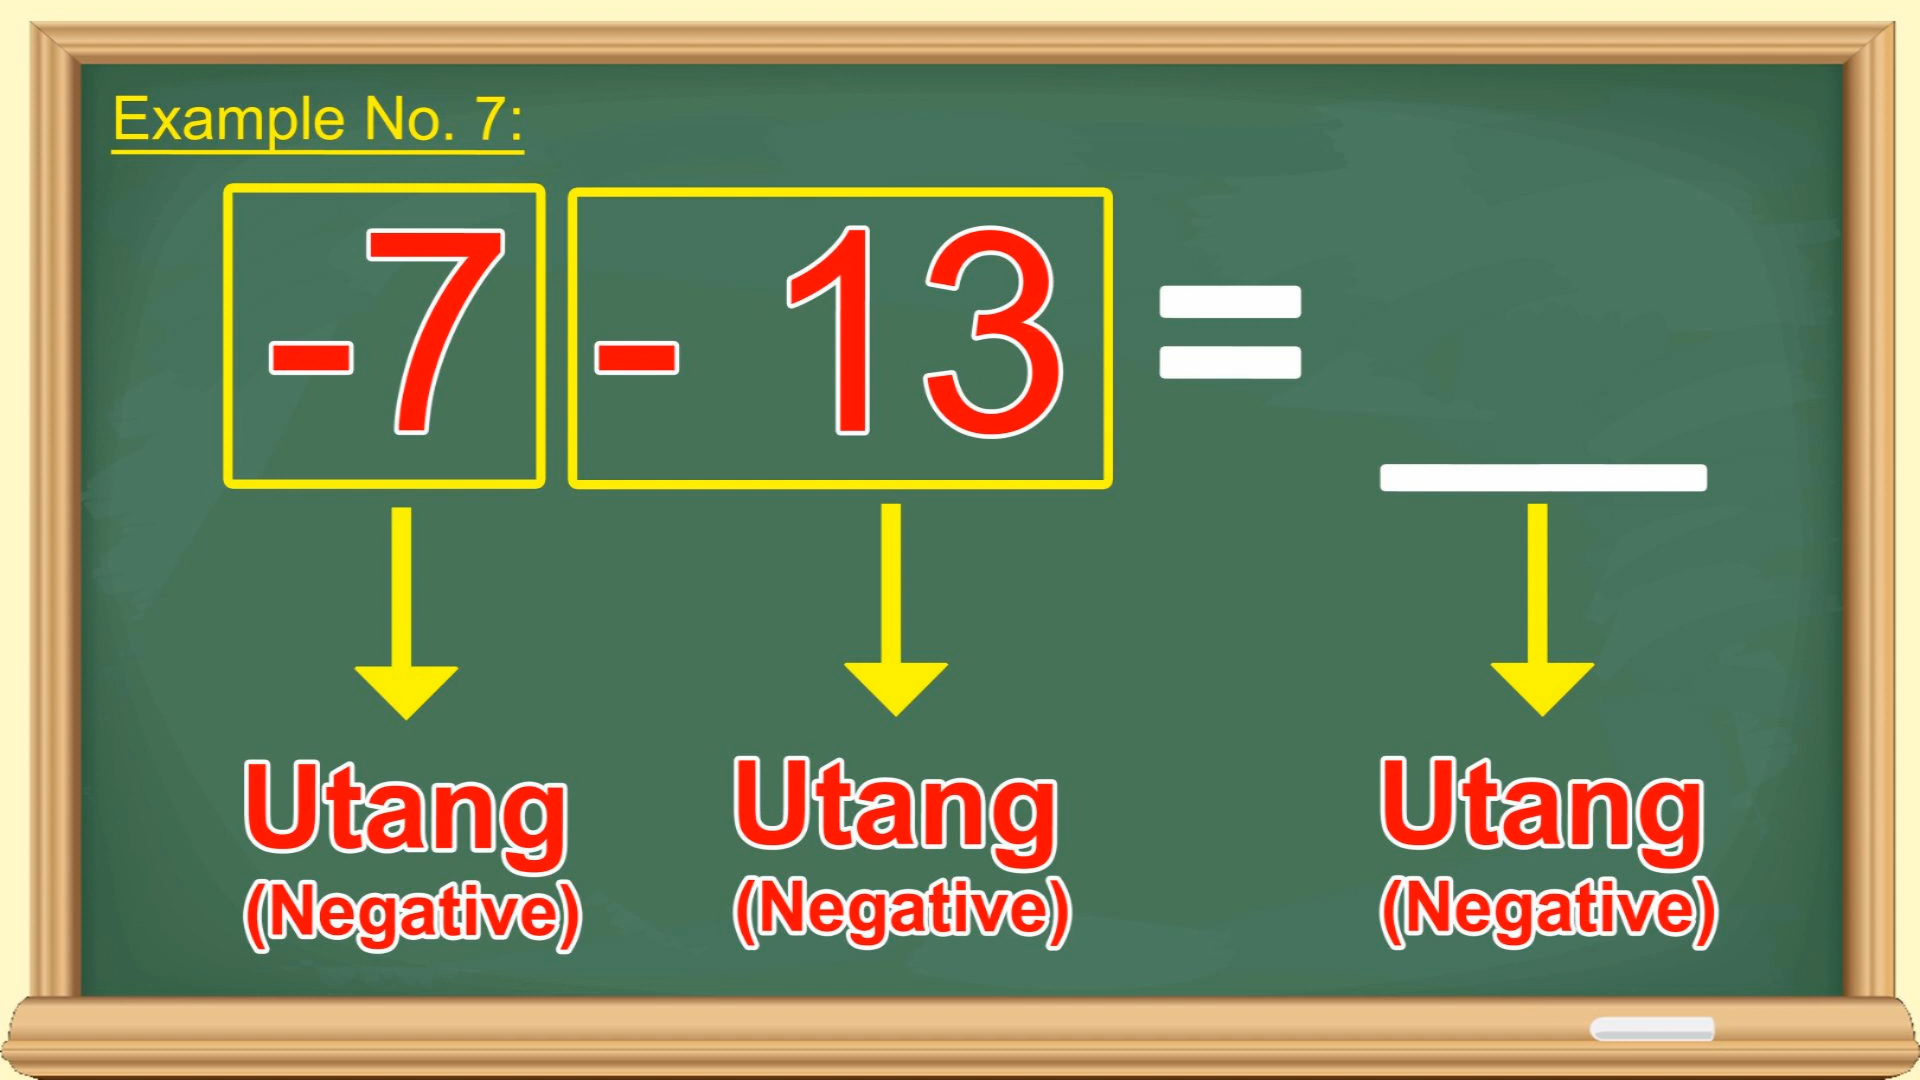 Example No. 7:
-7 - 13 =
Utang Utang Utang
(Negative) (Negative) (Negative)